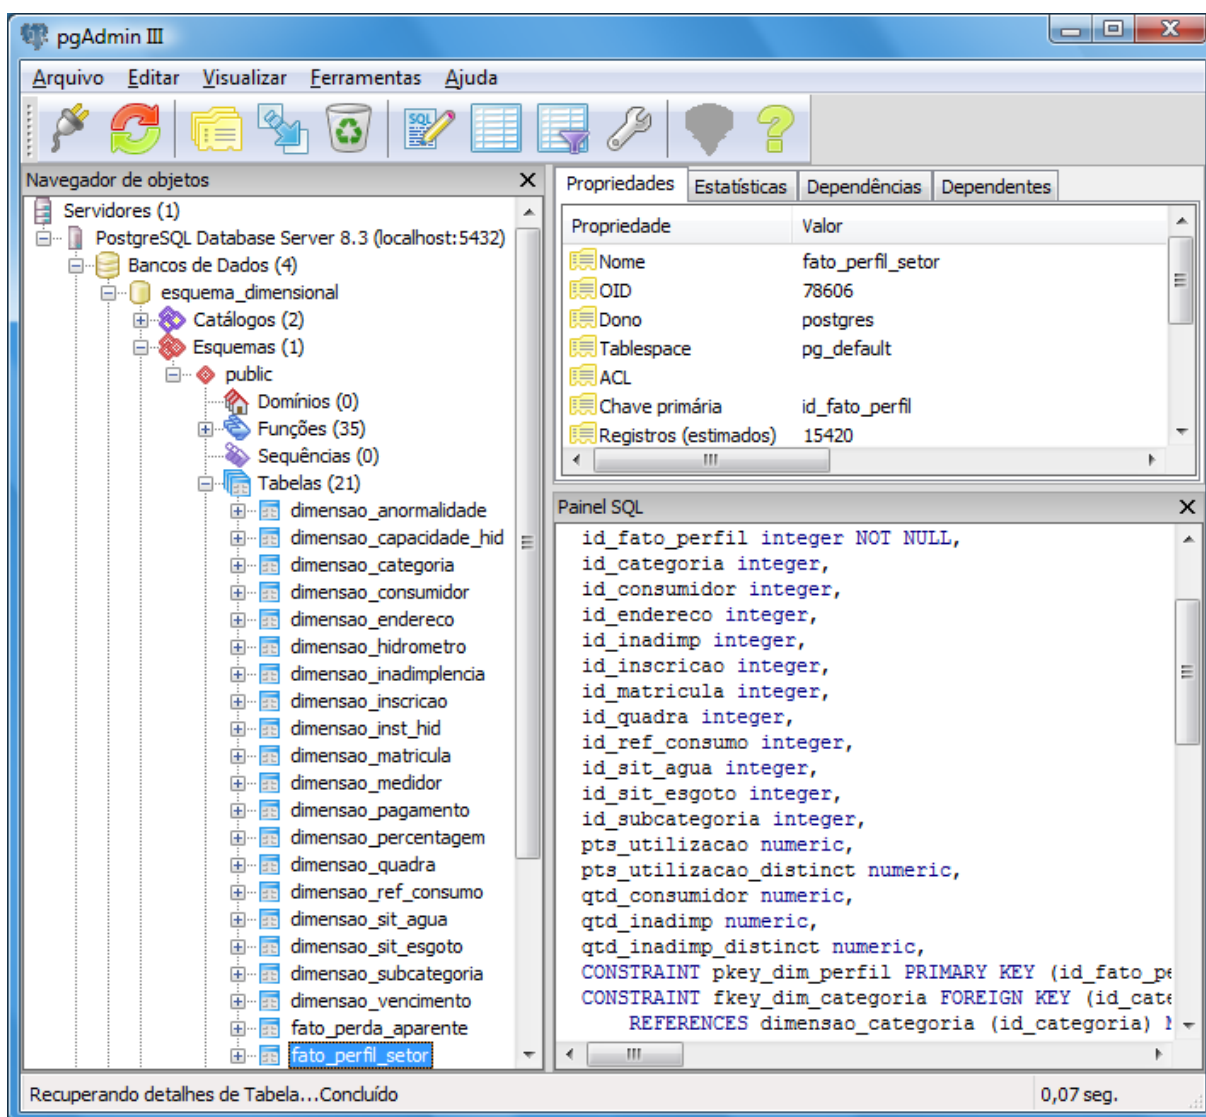 pgAdmin III
Arquivo Editar Visualizar Ferramentas Ajuda
SQL
Navegador de objetos
Servidores (1)
PostgreSQL Database Server 8.3 (localhost:5432)
Bancos de Dados (4)
esquema_dimensional
Catálogos (2)
Esquemas (1)
public
Domínios (0)
Funções (35)
Sequências (0)
Tabelas (21)
dimensao_anormalidade
dimensao_capacidade_hid
dimensao_categoria
dimensao_consumidor
dimensao_endereco
dimensao_hidrometro
dimensao_inadimplencia
dimensao_inscricao
dimensao_inst_hid
dimensao_matricula
dimensao_medidor
dimensao_pagamento
dimensao_percentagem
dimensao_quadra
dimensao_ref_consumo
dimensao_sit_agua
dimensao_sit_esgoto
dimensao_subcategoria
dimensao_vencimento
fato_perda_aparente
fato_perfil_setor
Propriedades Estatísticas Dependências Dependentes
Propriedade Valor
Nome fato_perfil_setor
OID 78606
Dono postgres
Tablespace pg_default
ACL
Chave primária id_fato_perfil
Registros (estimados) 15420
Painel SQL
id_fato_perfil integer NOT NULL,
id_categoria integer,
id_consumidor integer,
id_endereco integer,
id_inadimp integer,
id_inscricao integer,
id_matricula integer,
id_quadra integer,
id_ref_consumo integer,
id_sit_agua integer,
id_sit_esgoto integer,
id_subcategoria integer,
pts_utilizacao numeric,
pts_utilizacao_distinct numeric,
qtd_consumidor numeric,
qtd_inadimp numeric,
qtd_inadimp_distinct numeric,
CONSTRAINT pkey_dim_perfil PRIMARY KEY (id_fato_pe
CONSTRAINT fkey_dim_categoria FOREIGN KEY (id_cate
REFERENCES dimensao_categoria (id_categoria)
Recuperando detalhes de Tabela...Concluído 0,07 seg.